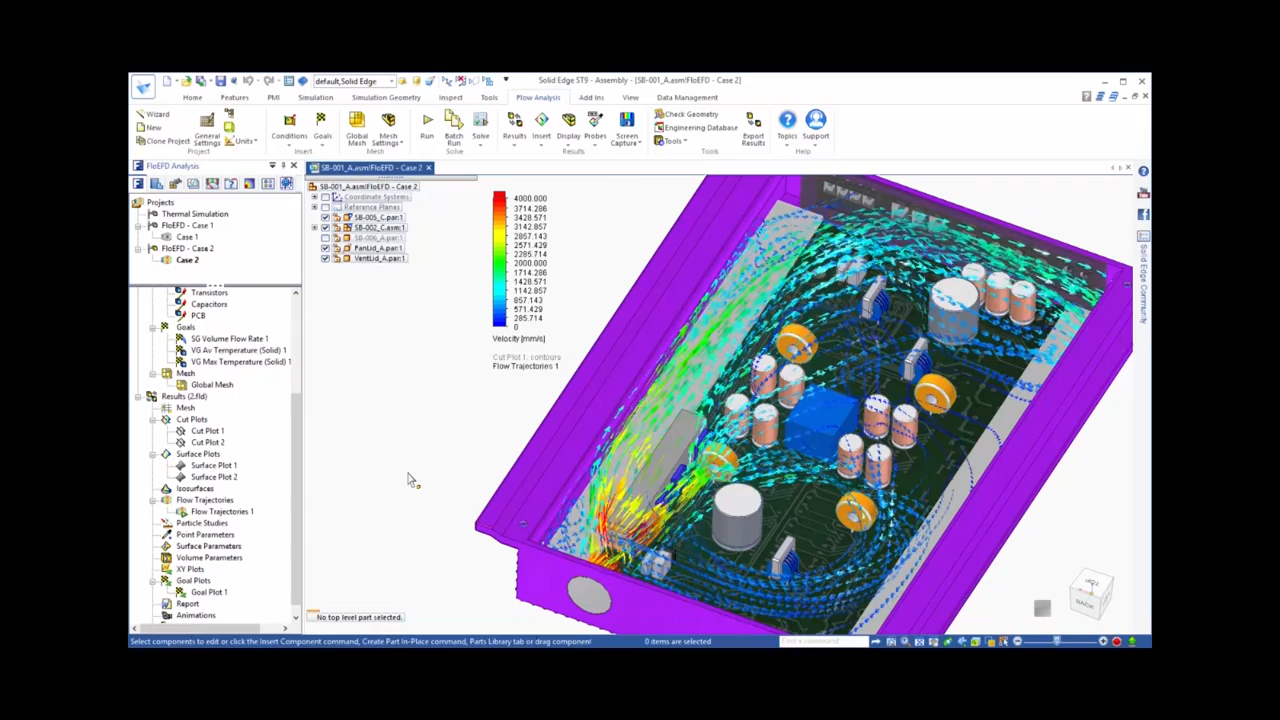 default,Solid Edge
Solid Edge ST9 - Assembly - [SB-001_A.asm!FloEFD - Case 2]
Home Features PMI Simulation Simulation Geometry Inspect Tools Flow Analysis Add Ins View Data Management
Wizard
New
Clone Project
General Settings
Units
Project
Conditions
Goals
Insert
Global Mesh
Mesh Settings
Mesh
Run
Batch Run
Solve
Solve
Results
Insert
Display
Probes
Screen Capture
Results
Check Geometry
Engineering Database
Tools
Export Results
Tools
Topics
Support
Help
FloEFD Analysis
Projects
Thermal Simulation
FloEFD - Case 1
Case 1
FloEFD - Case 2
Case 2
Transistors
Capacitors
PCB
Goals
SG Volume Flow Rate 1
VG Av Temperature (Solid) 1
VG Max Temperature (Solid) 1
Mesh
Global Mesh
Results (2.fld)
Mesh
Cut Plots
Cut Plot 1
Cut Plot 2
Surface Plots
Surface Plot 1
Surface Plot 2
Isosurfaces
Flow Trajectories
Flow Trajectories 1
Particle Studies
Point Parameters
Surface Parameters
Volume Parameters
XY Plots
Goal Plots
Goal Plot 1
Report
Animations
SB-001_A.asm!FloEFD - Case 2
SB-001_A.asm!FloEFD - Case 2
Coordinate Systems
Reference Planes
SB-005_C.par:1
SB-002_C.asm:1
SB-006_A.par:1
PanLid_A.par:1
VentLid_A.par:1
4000.000
3714.286
3428.571
3142.857
2857.143
2571.429
2285.714
2000.000
1714.286
1428.571
1142.857
857.143
571.429
285.714
0
Velocity [mm/s]
Cut Plot 1: contours
Flow Trajectories 1
Solid Edge Community
TOP
BACK
No top level part selected.
Select components to edit or click the Insert Component command, Create Part In-Place command, Parts Library tab or drag component
0 items are selected
Find a command